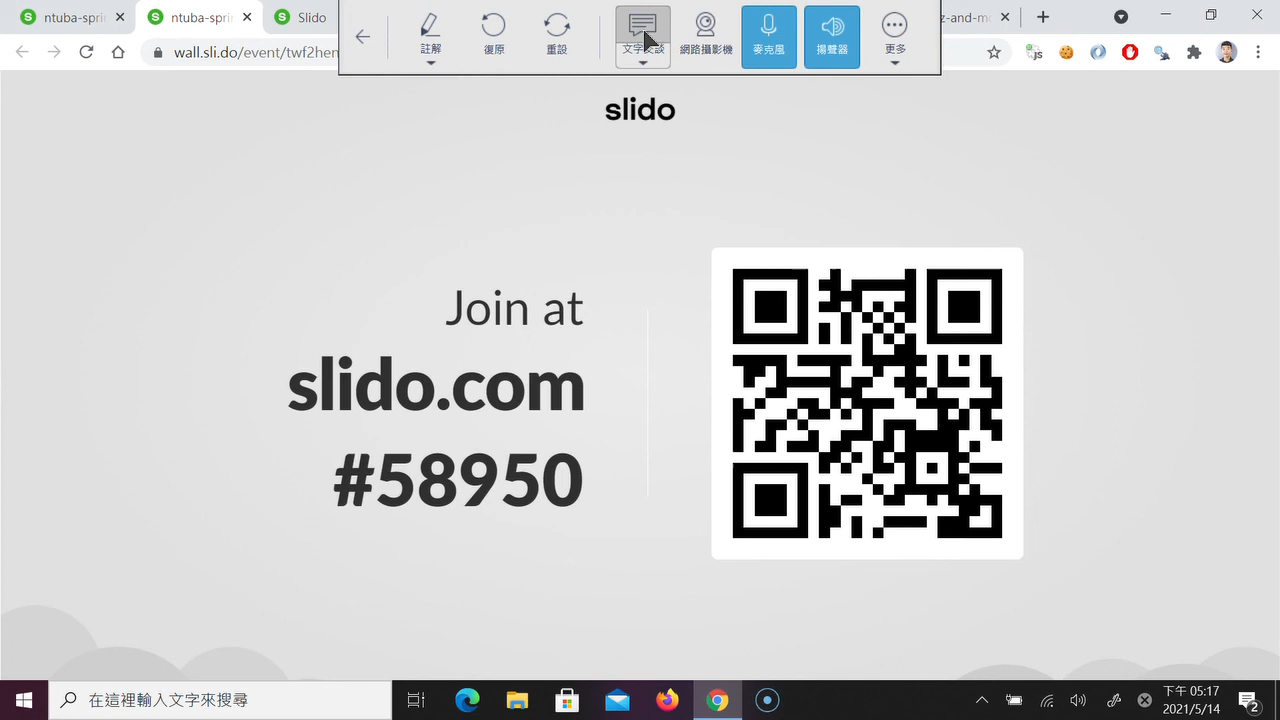 ntuba-spri
ntuba-spri
Slido
z-and-m
wall.sli.do/event/twf2hen
註解
復原
重設
文字交談
網路攝影機
麥克風
揚聲器
更多
JS
slido
Join at
slido.com
#58950
在這裡輸入文字來搜尋
下午 05:17
2021/5/14
2